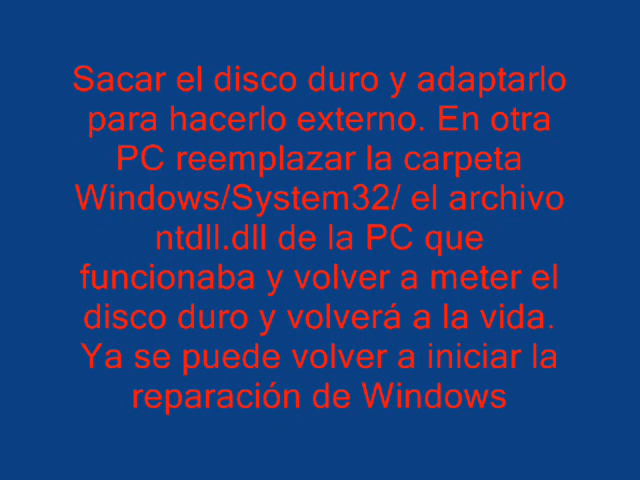 Sacar el disco duro y adaptarlo
para hacerlo externo. En otra
PC reemplazar la carpeta
Windows/System32/ el archivo
ntdll.dll de la PC que
funcionaba y volver a meter el
disco duro y volverá a la vida.
Ya se puede volver a iniciar la
reparación de Windows